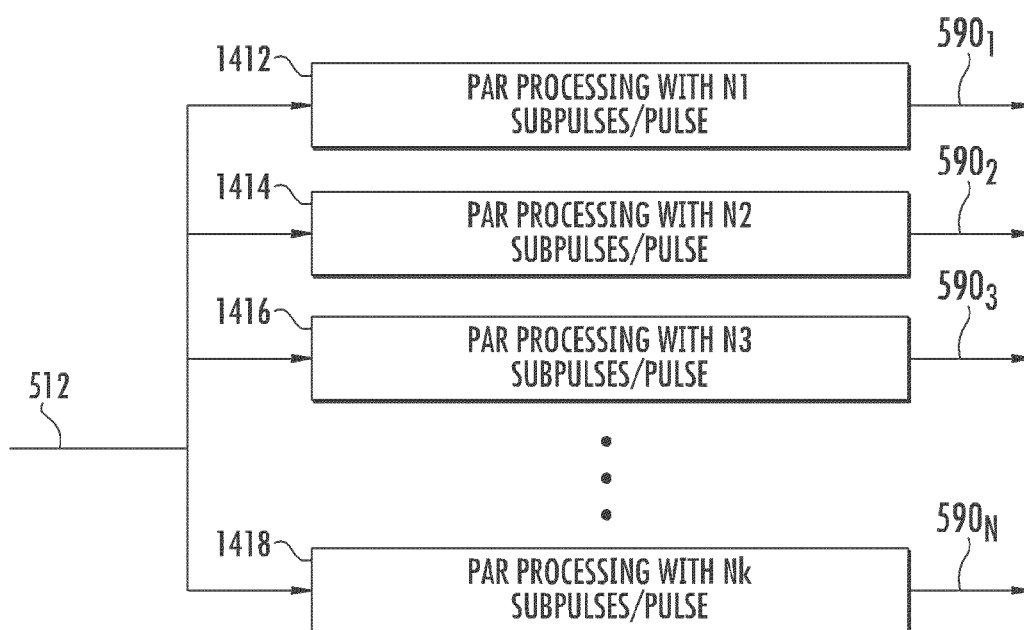 1412
PAR PROCESSING WITH N1
SUBPULSES/PULSE
590₁
1414
PAR PROCESSING WITH N2
SUBPULSES/PULSE
590₂
1416
PAR PROCESSING WITH N3
SUBPULSES/PULSE
590₃
512
1418
PAR PROCESSING WITH Nk
SUBPULSES/PULSE
590_N